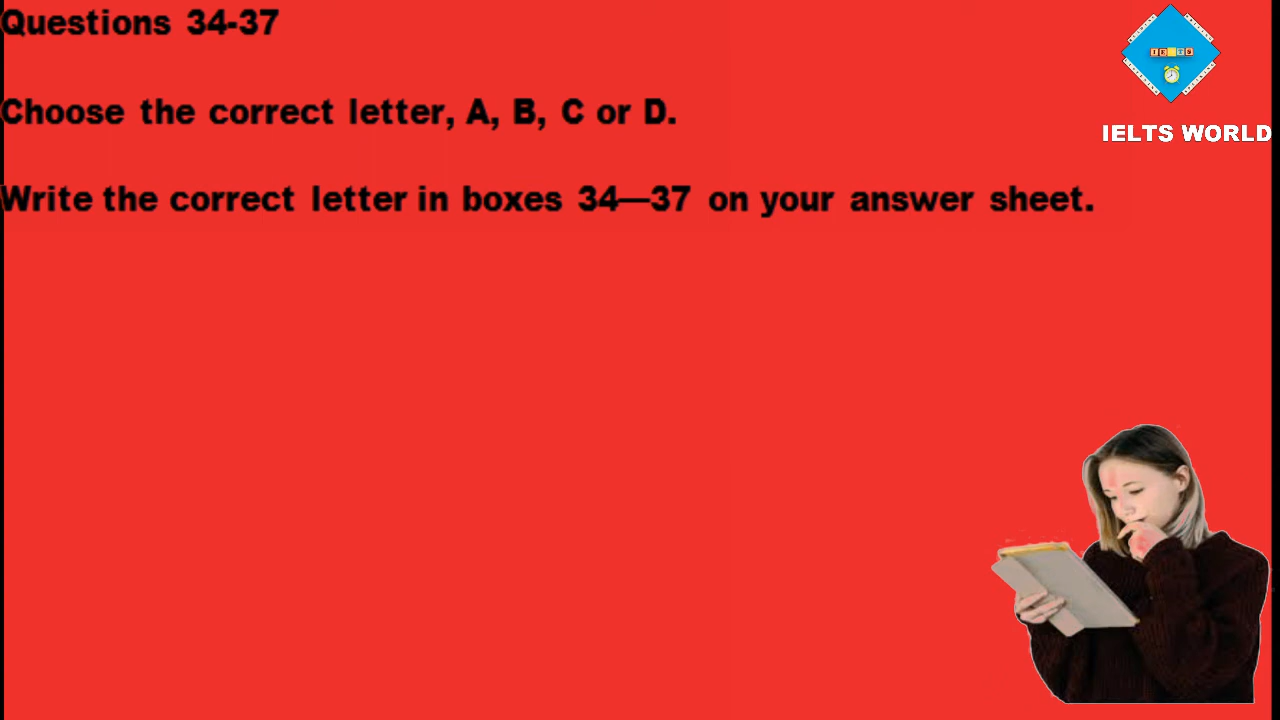 Questions 34-37
Choose the correct letter, A, B, C or D.
Write the correct letter in boxes 34—37 on your answer sheet.
IELTS
IELTS WORLD